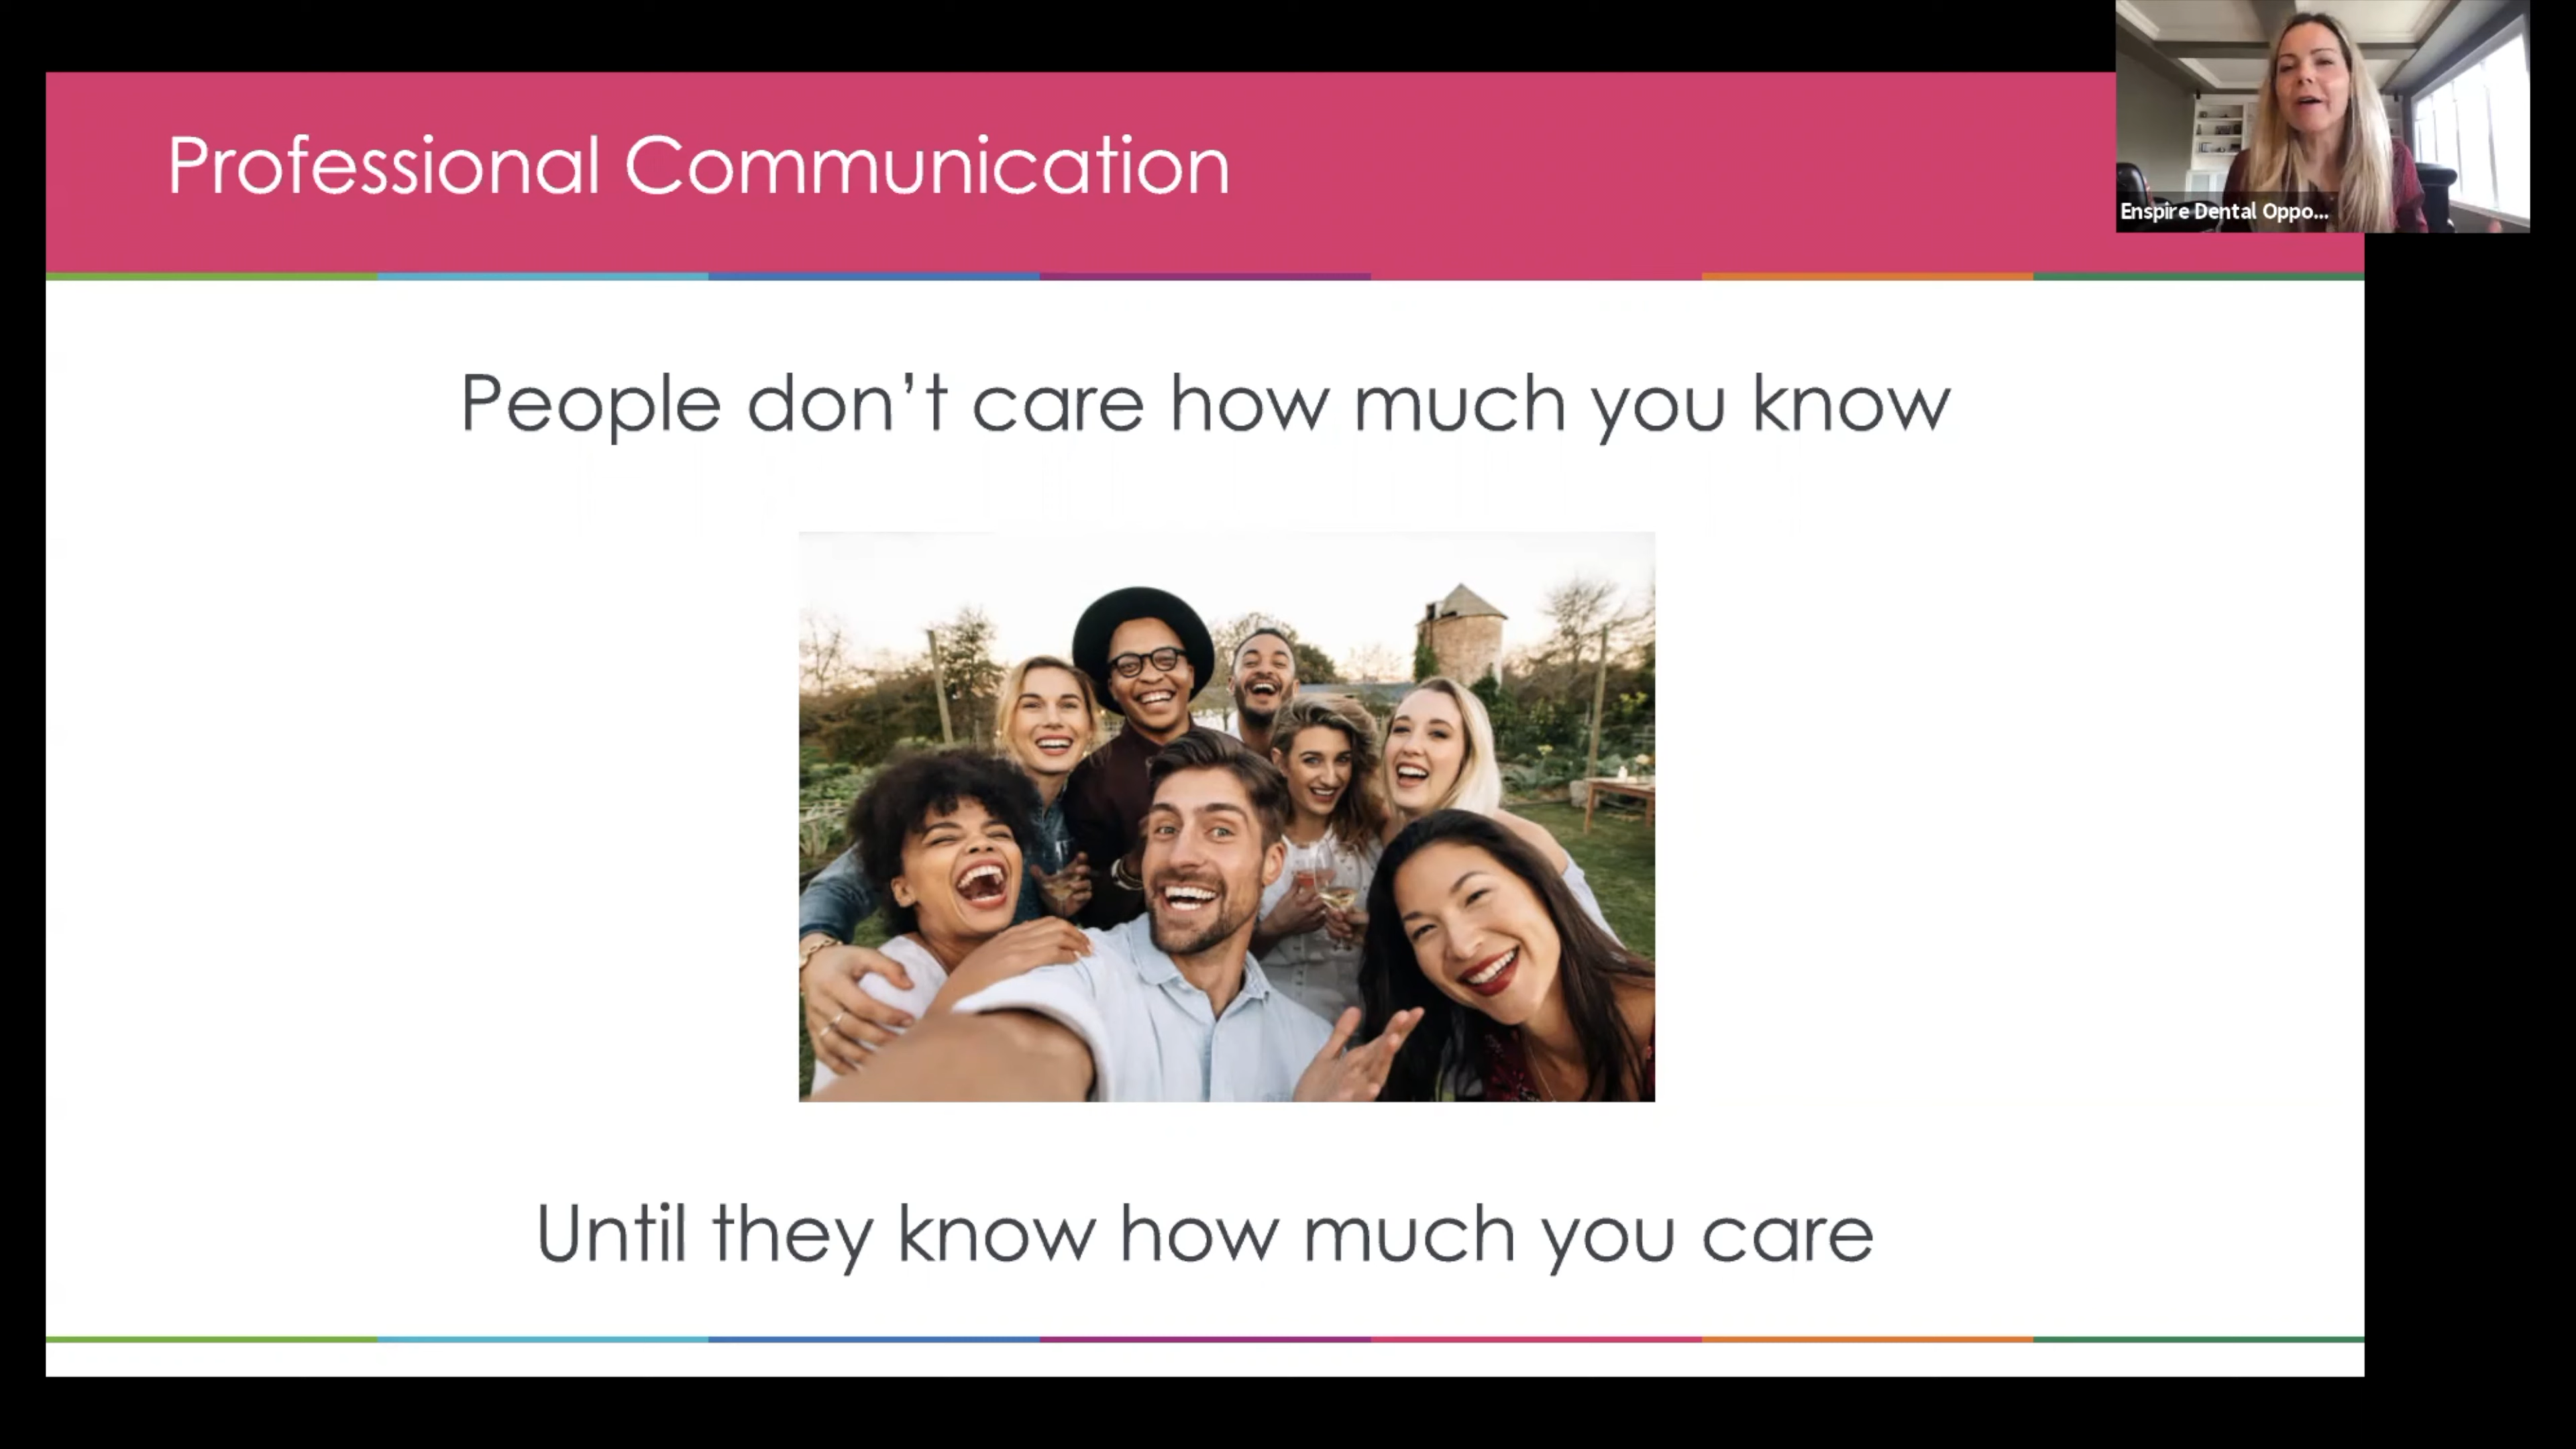 Professional Communication
Enspire Dental Oppo...
People don’t care how much you know
Until they know how much you care